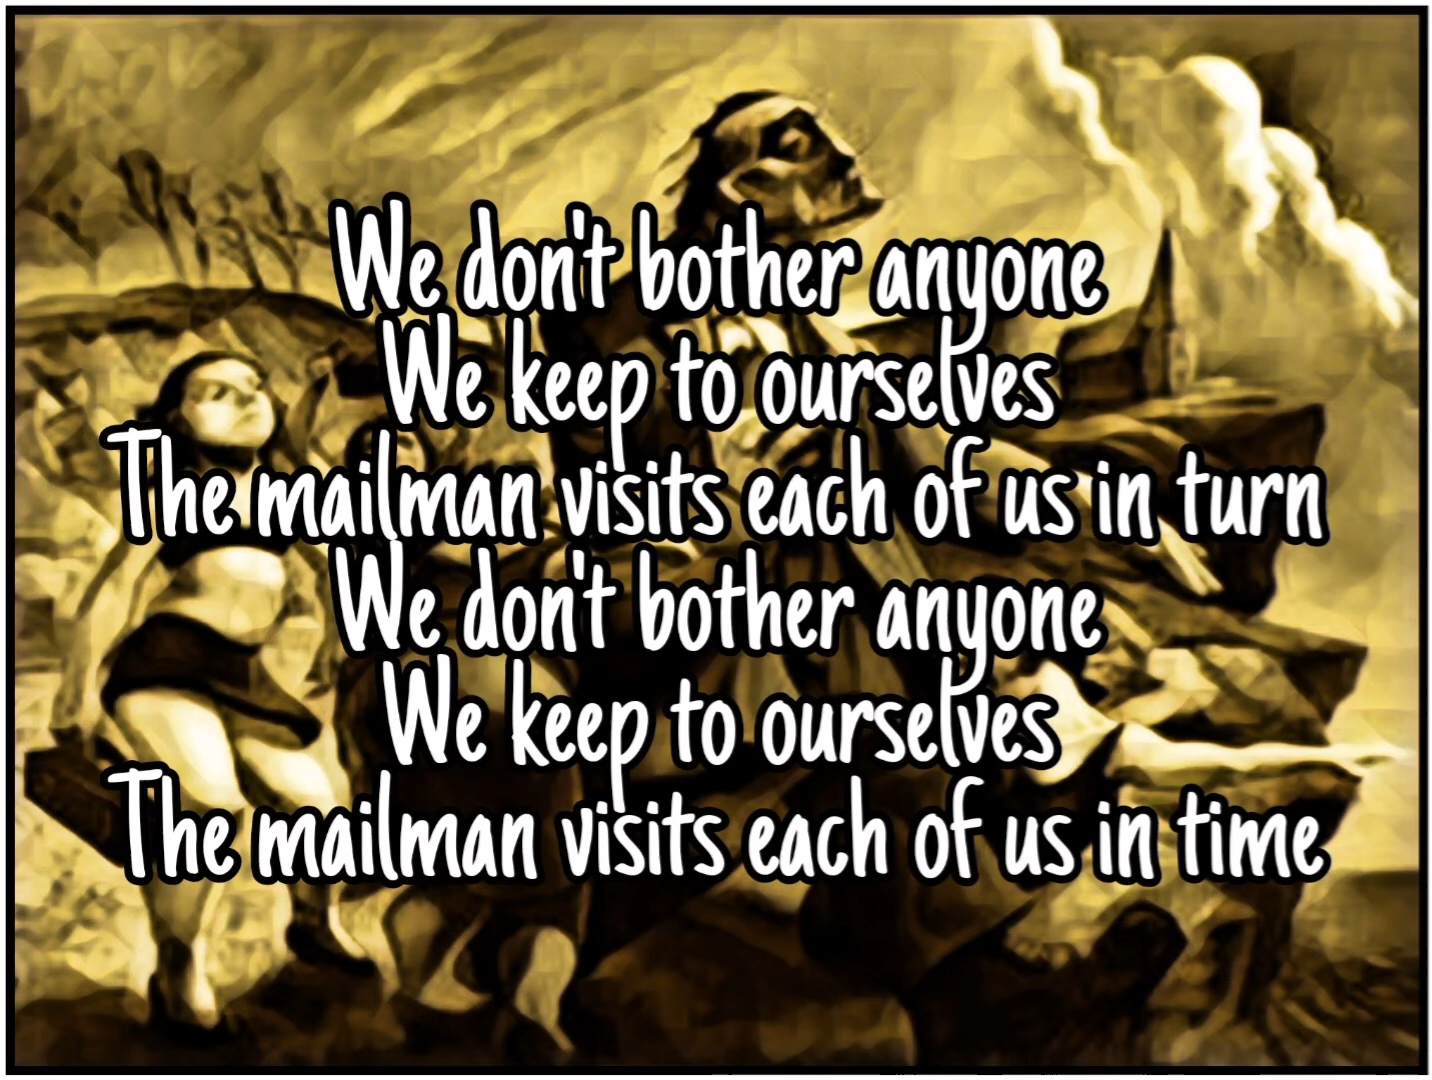 We don't bother anyone
We keep to ourselves
The mailman visits each of us in turn
We don't bother anyone
We keep to ourselves
The mailman visits each of us in time